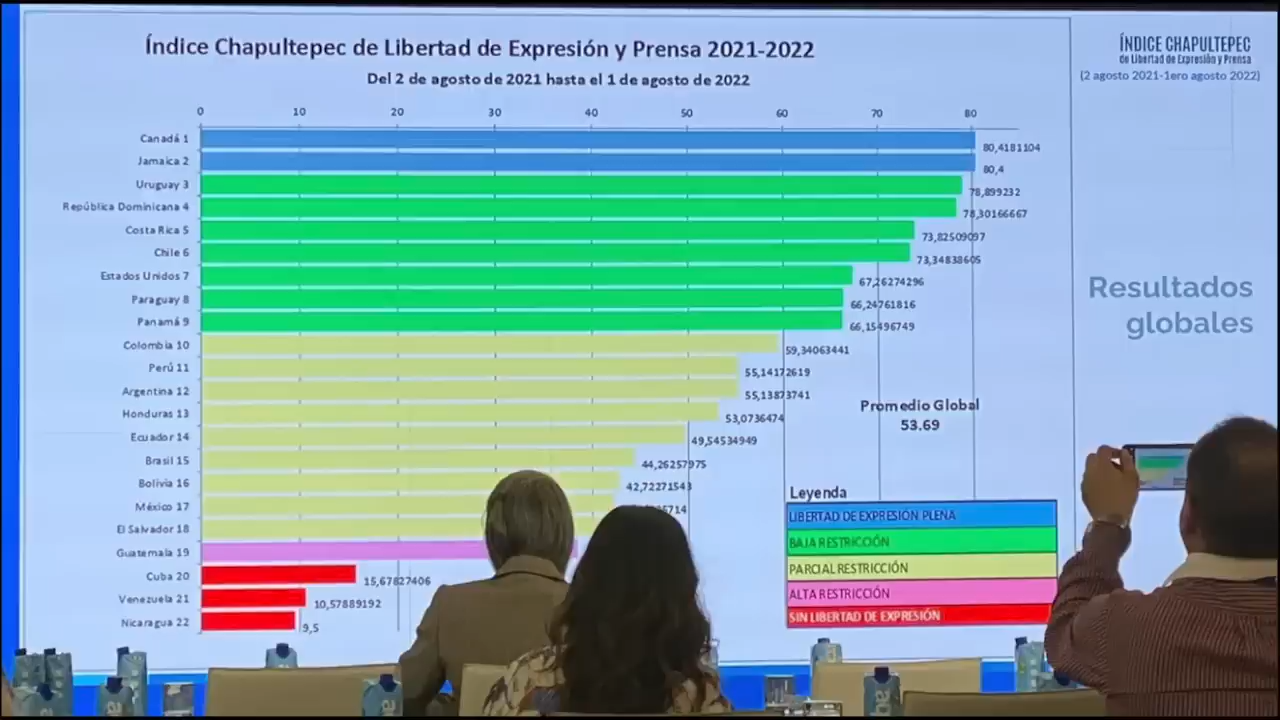 Índice Chapultepec de Libertad de Expresión y Prensa 2021-2022
Del 2 de agosto de 2021 hasta el 1 de agosto de 2022
ÍNDICE CHAPULTEPEC
de Libertad de Expresión y Prensa
(2 agosto 2021-1ero agosto 2022)
0 10 20 30 40 50 60 70 80
Canadá 1 80,4181104
Jamaica 2 80,4
Uruguay 3 78,899232
República Dominicana 4 78,30166667
Costa Rica 5 73,82509097
Chile 6 73,34838605
Estados Unidos 7 67,26274296
Paraguay 8 66,24761816
Panamá 9 66,15496749
Colombia 10 59,34063441
Perú 11 55,14172619
Argentina 12 55,13873741
Honduras 13 53,0736474
Ecuador 14 49,54534949
Brasil 15 44,26257975
Bolivia 16 42,72271543
México 17
El Salvador 18
Guatemala 19
Cuba 20 15,67827406
Venezuela 21 10,57889192
Nicaragua 22 9,5
Promedio Global
53.69
Leyenda
LIBERTAD DE EXPRESIÓN PLENA
BAJA RESTRICCIÓN
PARCIAL RESTRICCIÓN
ALTA RESTRICCIÓN
SIN LIBERTAD DE EXPRESIÓN
Resultados
globales